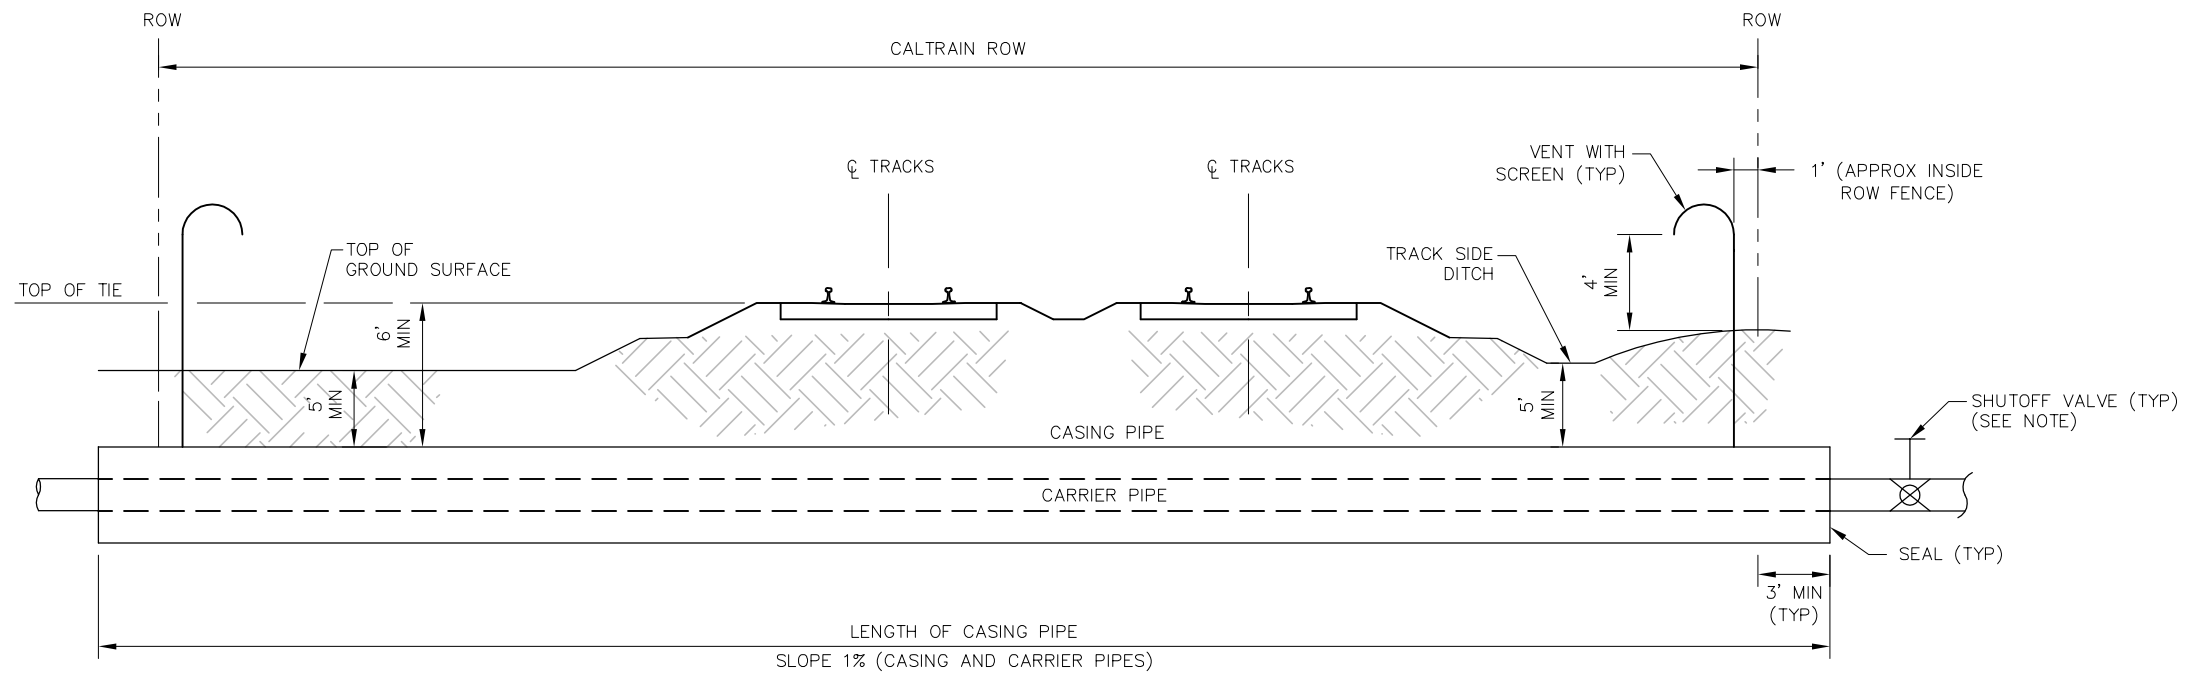 ROW
ROW
CALTRAIN ROW
VENT WITH
SCREEN (TYP)
1' (APPROX INSIDE
ROW FENCE)
℄ TRACKS
℄ TRACKS
TOP OF
GROUND SURFACE
TRACK SIDE
DITCH
TOP OF TIE
4'
MIN
6'
MIN
5'
MIN
5'
MIN
SHUTOFF VALVE (TYP)
(SEE NOTE)
CASING PIPE
CARRIER PIPE
SEAL (TYP)
3' MIN
(TYP)
LENGTH OF CASING PIPE
SLOPE 1% (CASING AND CARRIER PIPES)